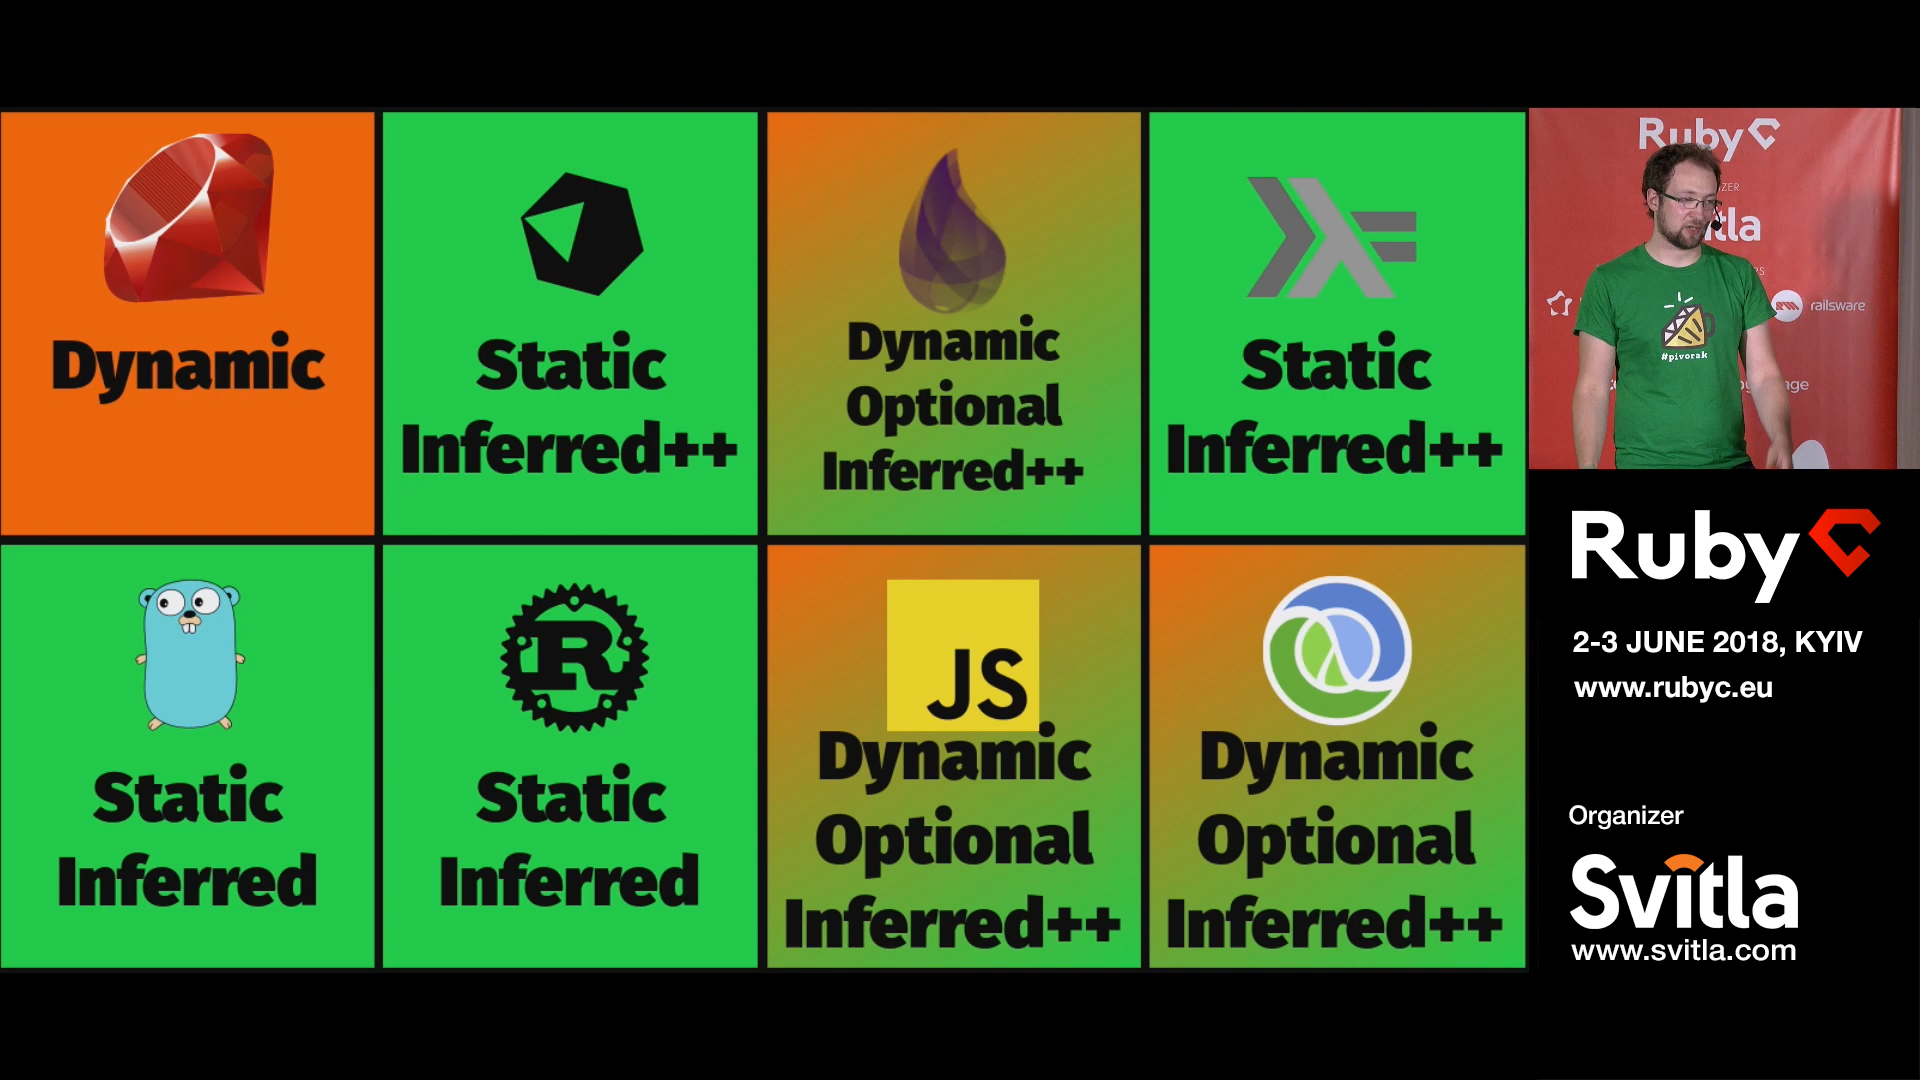 Dynamic
Static
Inferred++
Dynamic
Optional
Inferred++
Static
Inferred++
Static
Inferred
Static
Inferred
JS
Dynamic
Optional
Inferred++
Dynamic
Optional
Inferred++
Ruby
railsware
#pivorak
Ruby
2-3 JUNE 2018, KYIV
www.rubyc.eu
Organizer
Svitla
www.svitla.com